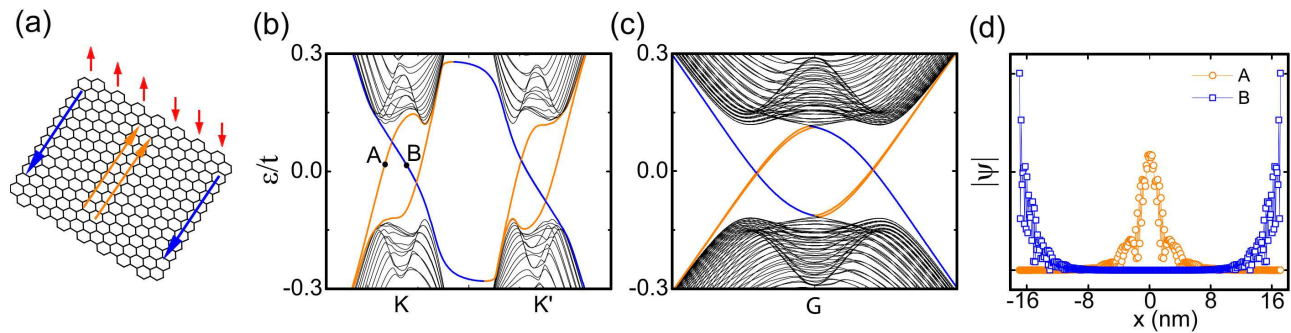 (a)
(b)
ε/t
0.3
0.0
-0.3
A
B
K
K'
(c)
0.3
0.0
-0.3
G
(d)
|ψ|
A
B
-16
-8
0
8
16
x (nm)